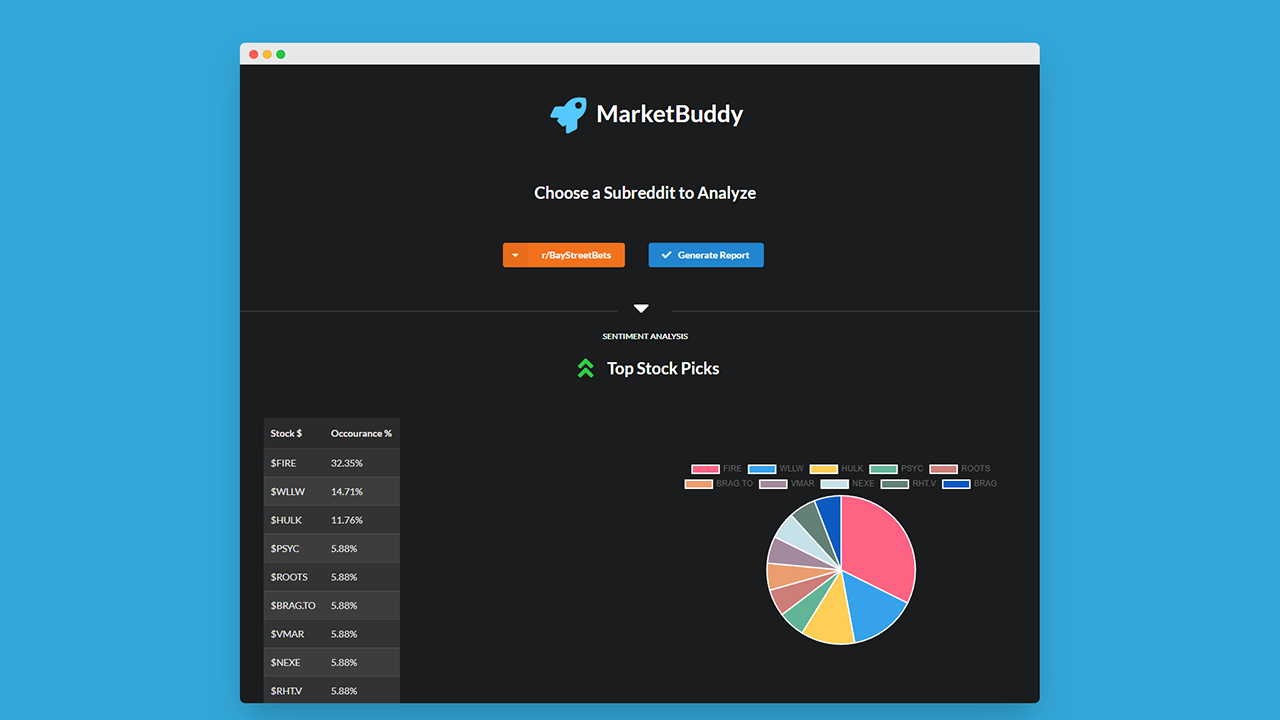 MarketBuddy
Choose a Subreddit to Analyze
r/BayStreetBets
Generate Report
SENTIMENT ANALYSIS
Top Stock Picks
Stock $ Occourance %
$FIRE 32.35%
$WLLW 14.71%
$HULK 11.76%
$PSYC 5.88%
$ROOTS 5.88%
$BRAG.TO 5.88%
$VMAR 5.88%
$NEXE 5.88%
$RHT.V 5.88%
FIRE WLLW HULK PSYC ROOTS
BRAG.TO VMAR NEXE RHT.V BRAG